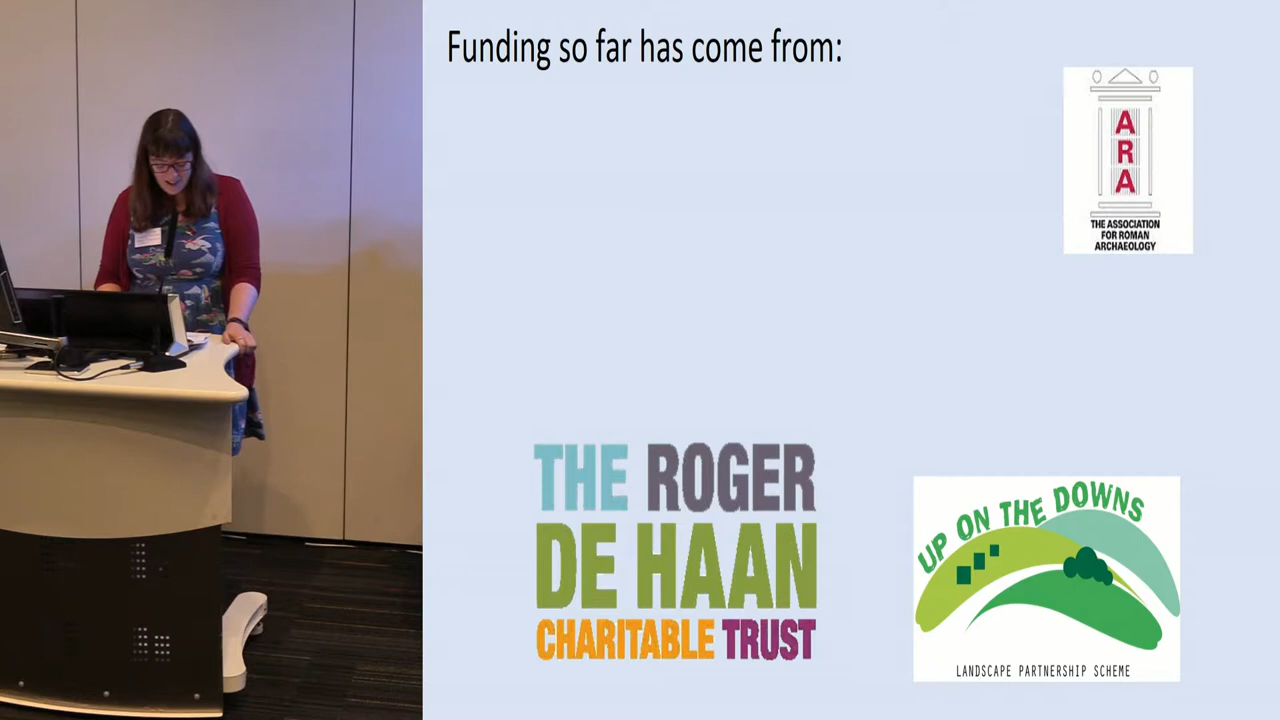 Funding so far has come from:
A
R
A
THE ASSOCIATION
FOR ROMAN
ARCHAEOLOGY
THE ROGER
DE HAAN
CHARITABLE TRUST
UP ON THE DOWNS
LANDSCAPE PARTNERSHIP SCHEME